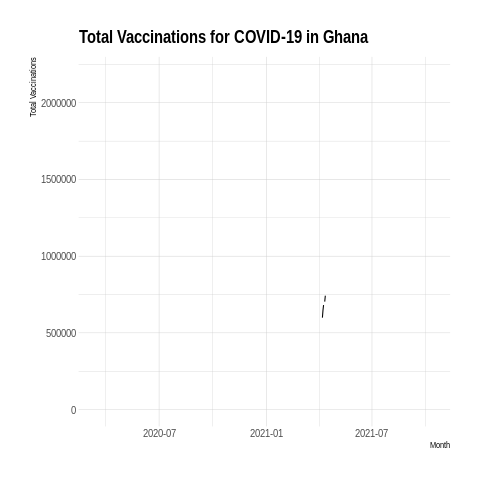 Total Vaccinations for COVID-19 in Ghana
Total Vaccinations
2000000
1500000
1000000
500000
0
2020-07 2021-01 2021-07
Month